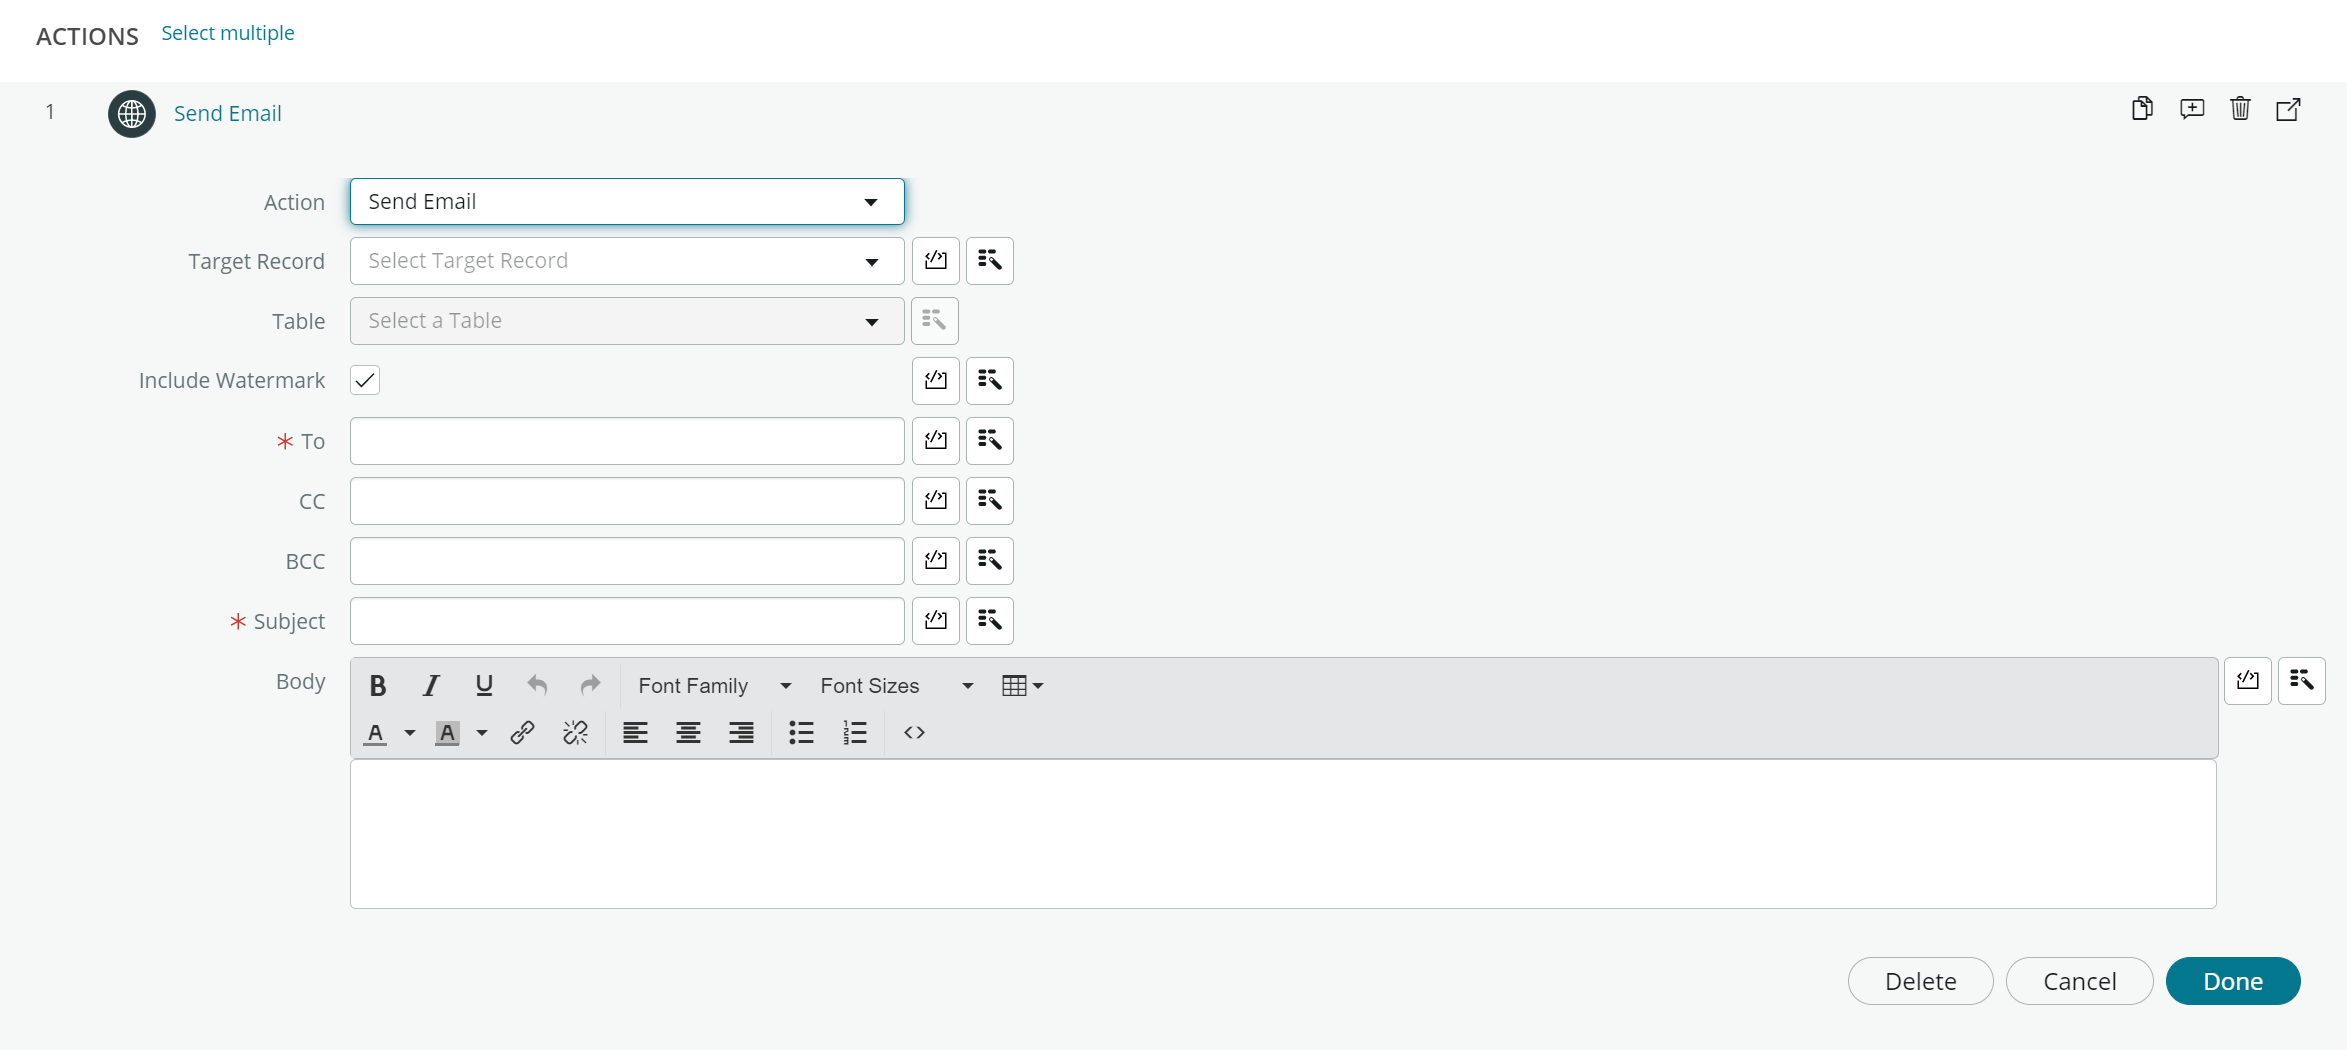 ACTIONS Select multiple
1 Send Email
Action Send Email
Target Record Select Target Record
Table Select a Table
Include Watermark
* To
CC
BCC
* Subject
Body B I U Font Family Font Sizes
A A <>
Delete Cancel Done